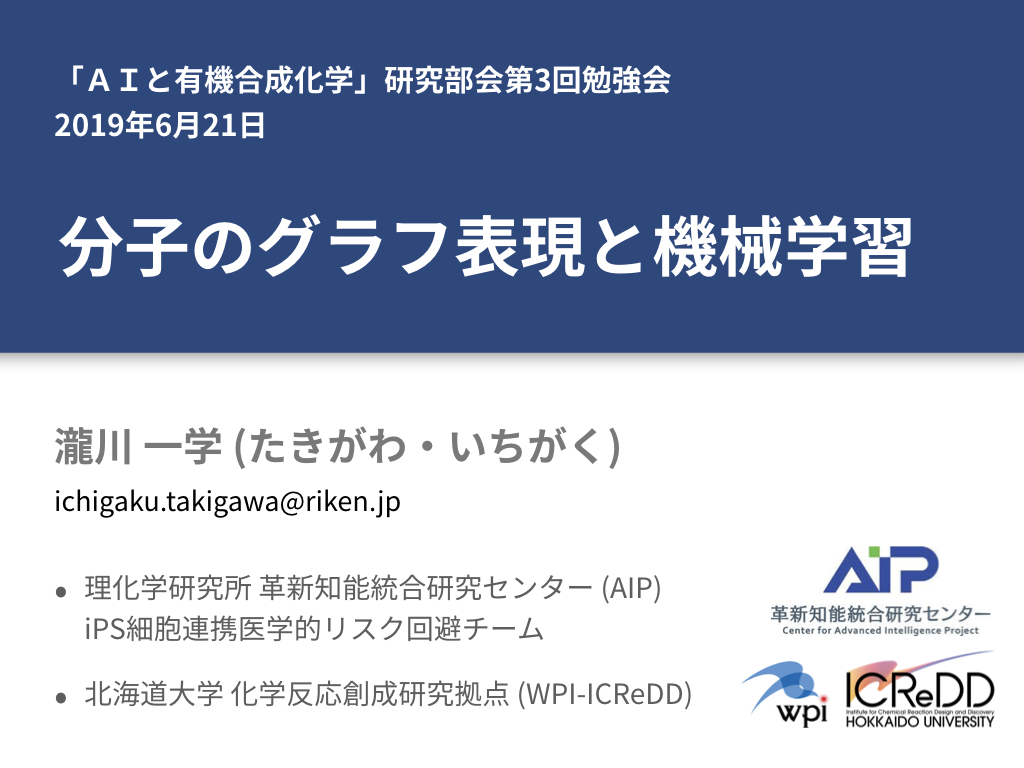 「ＡＩと有機合成化学」研究部会第3回勉強会
2019年6月21日
分子のグラフ表現と機械学習
瀧川 一学 (たきがわ・いちがく)
ichigaku.takigawa@riken.jp
• 理化学研究所 革新知能統合研究センター (AIP)
iPS細胞連携医学的リスク回避チーム
• 北海道大学 化学反応創成研究拠点 (WPI-ICReDD)
AIP
革新知能統合研究センター
Center for Advanced Intelligence Project
wpi
ICReDD
Institute for Chemical Reaction Design and Discovery
HOKKAIDO UNIVERSITY